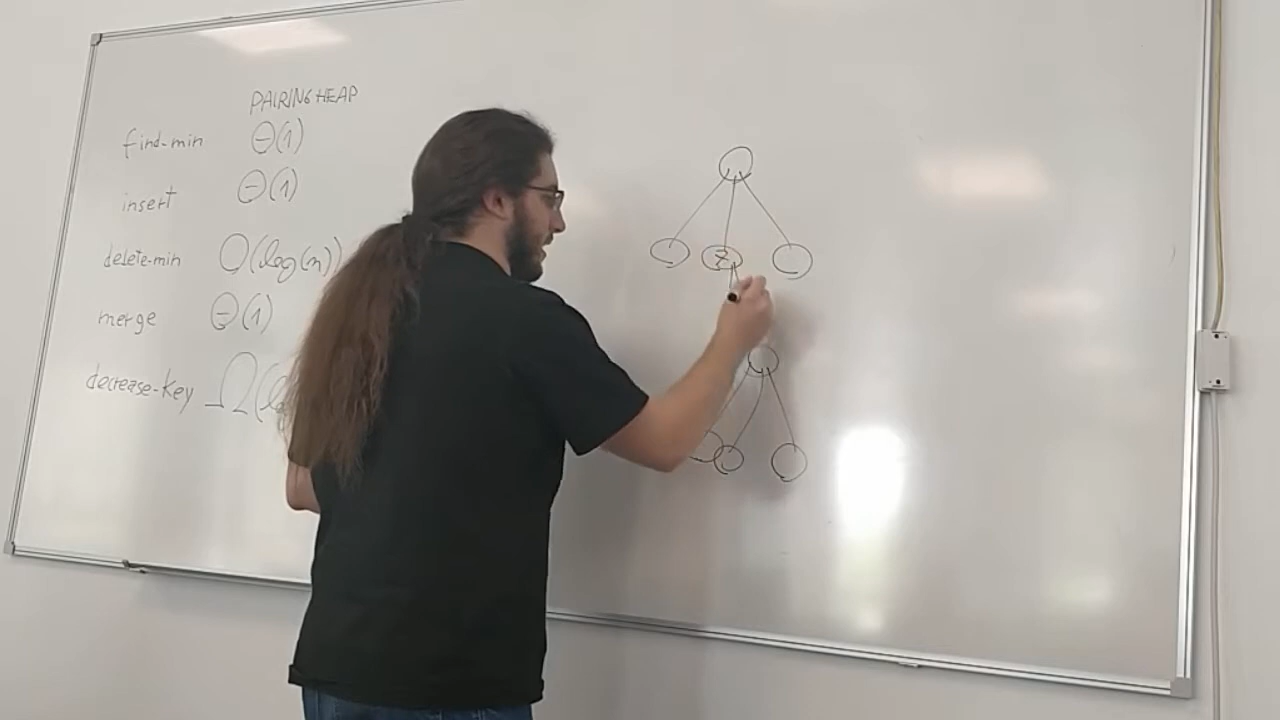 PAIRING HEAP
find-min Θ(1)
insert Θ(1)
delete-min O(log(n))
merge Θ(1)
decrease-key Ω(
z